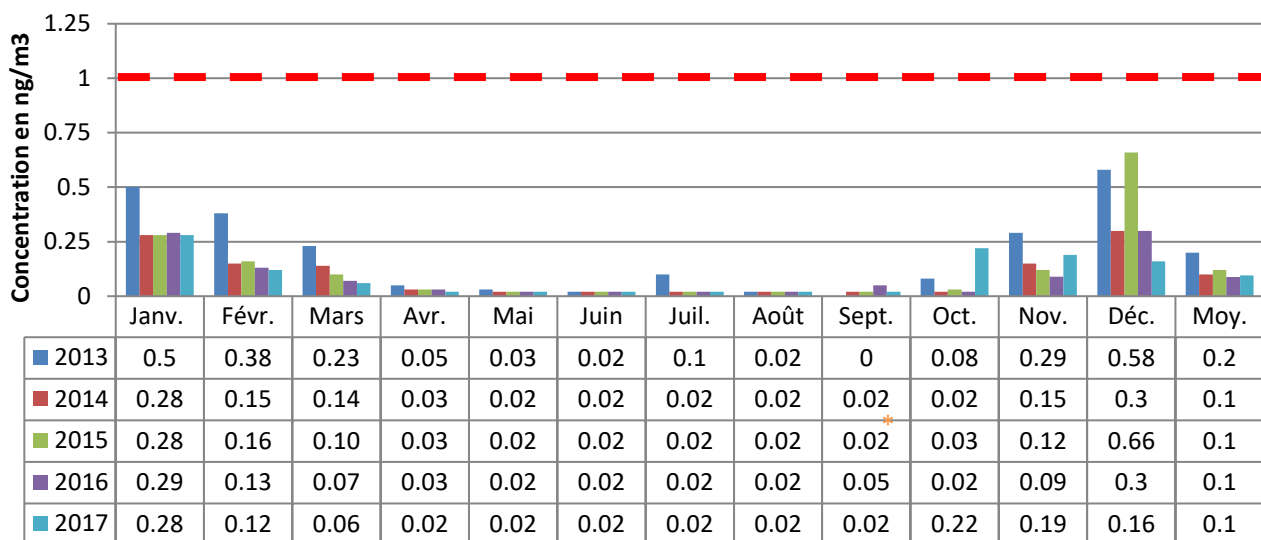 Concentration en ng/m3
1.25
1
0.75
0.5
0.25
0
Janv. Févr. Mars Avr. Mai Juin Juil. Août Sept. Oct. Nov. Déc. Moy.
2013 0.5 0.38 0.23 0.05 0.03 0.02 0.1 0.02 0 0.08 0.29 0.58 0.2
2014 0.28 0.15 0.14 0.03 0.02 0.02 0.02 0.02 0.02 0.02 0.15 0.3 0.1
*
2015 0.28 0.16 0.10 0.03 0.02 0.02 0.02 0.02 0.02 0.03 0.12 0.66 0.1
2016 0.29 0.13 0.07 0.03 0.02 0.02 0.02 0.02 0.05 0.02 0.09 0.3 0.1
2017 0.28 0.12 0.06 0.02 0.02 0.02 0.02 0.02 0.02 0.22 0.19 0.16 0.1